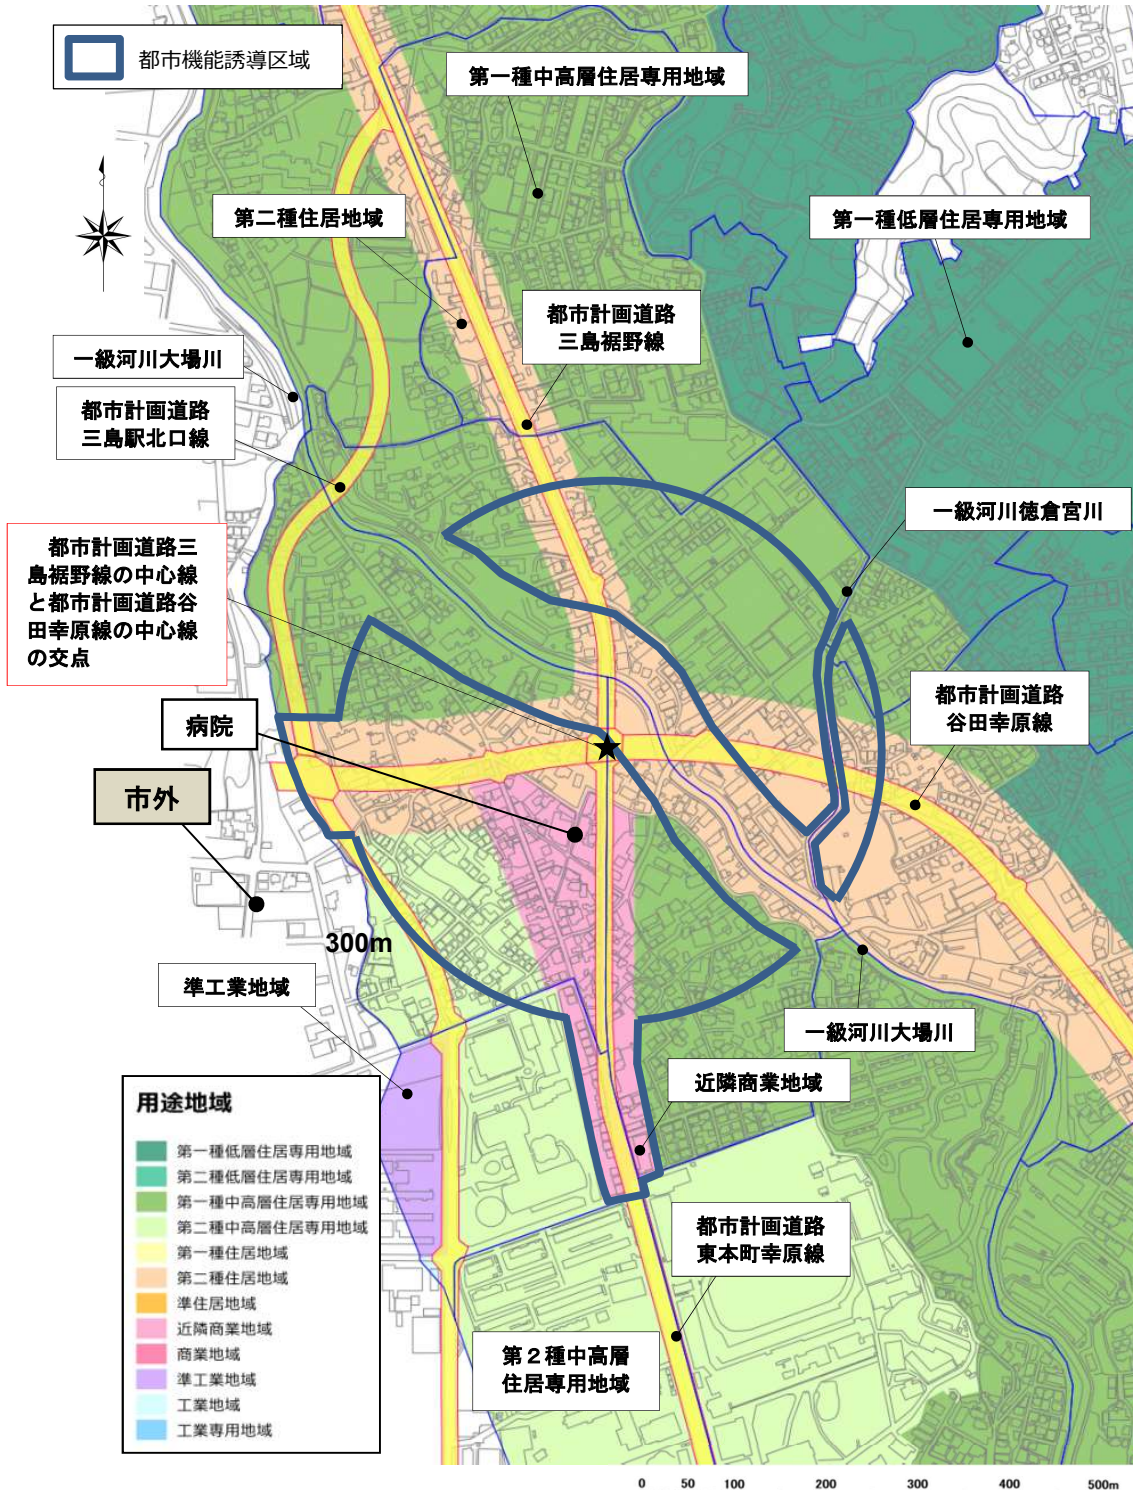 都市機能誘導区域
第一種中高層住居専用地域
第二種住居地域
第一種低層住居専用地域
都市計画道路
三島裾野線
一級河川大場川
都市計画道路
三島駅北口線
一級河川徳倉宮川
都市計画道路三
島裾野線の中心線
と都市計画道路谷
田幸原線の中心線
の交点
都市計画道路
谷田幸原線
病院
市外
300m
準工業地域
一級河川大場川
近隣商業地域
用途地域
第一種低層住居専用地域
第二種低層住居専用地域
第一種中高層住居専用地域
第二種中高層住居専用地域
第一種住居地域
第二種住居地域
準住居地域
近隣商業地域
商業地域
準工業地域
工業地域
工業専用地域
都市計画道路
東本町幸原線
第２種中高層
住居専用地域
0 50 100 200 300 400 500m